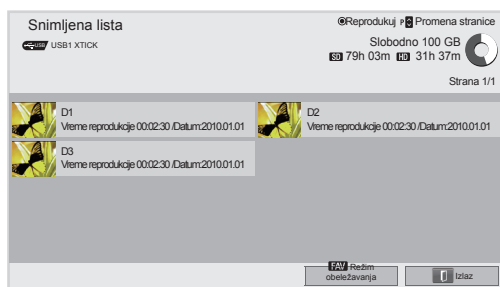 Snimljena lista
Reprodukuj P Promena stranice
USB USB1 XTICK
Slobodno 100 GB
SD 79h 03m HD 31h 37m
Strana 1/1
D1
Vreme reprodukcije 00:02:30 /Datum:2010.01.01
D2
Vreme reprodukcije 00:02:30 /Datum:2010.01.01
D3
Vreme reprodukcije 00:02:30 /Datum:2010.01.01
FAV Režim
obeležavanja
Izlaz